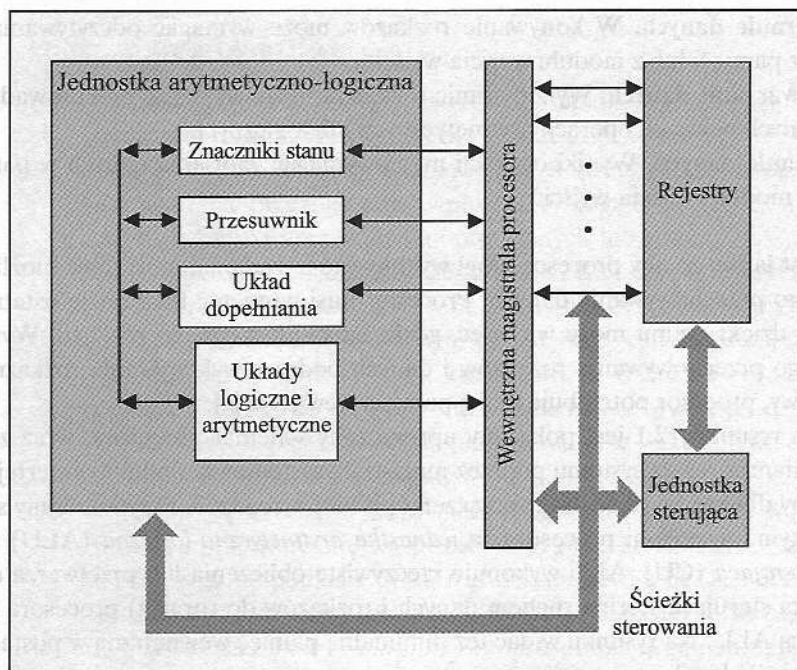 Jednostka arytmetyczno-logiczna
Znaczniki stanu
Przesuwnik
Układ
dopełniania
Układy
logiczne i
arytmetyczne
Wewnętrzna magistrala procesora
Rejestry
Jednostka
sterująca
Ścieżki
sterowania